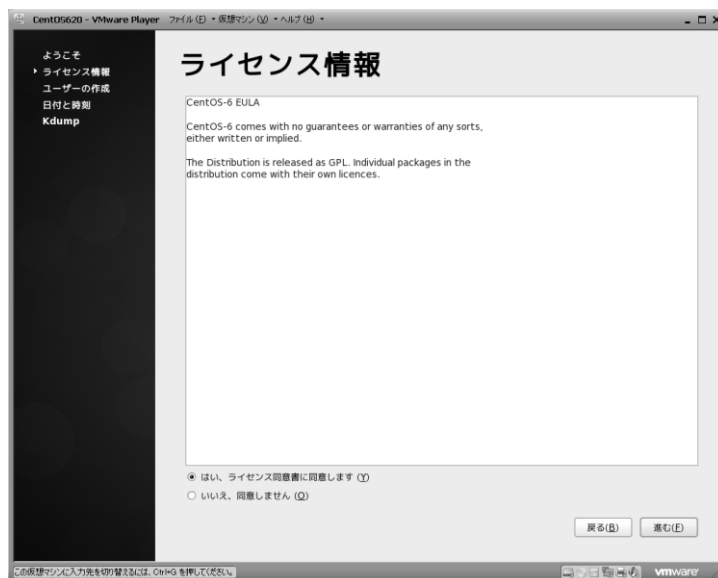 CentOS620 - VMware Player ファイル(F) ▾ 仮想マシン(V) ▾ ヘルプ(H) ▾
ようこそ
ライセンス情報
ユーザーの作成
日付と時刻
Kdump
ライセンス情報
CentOS-6 EULA
CentOS-6 comes with no guarantees or warranties of any sorts,
either written or implied.
The Distribution is released as GPL. Individual packages in the
distribution come with their own licences.
はい、ライセンス同意書に同意します (Y)
いいえ、同意しません (O)
戻る(B) 進む(F)
この仮想マシンに入力先を切り替えるには、Ctrl+G を押してください。 vmware